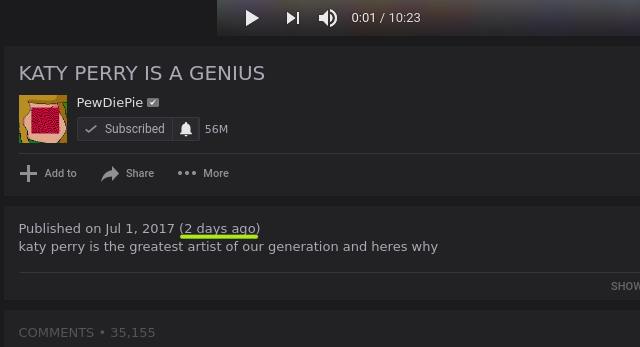 0:01 / 10:23
KATY PERRY IS A GENIUS
PewDiePie
Subscribed 56M
Add to Share More
Published on Jul 1, 2017 (2 days ago)
katy perry is the greatest artist of our generation and heres why
SHOW
COMMENTS • 35,155